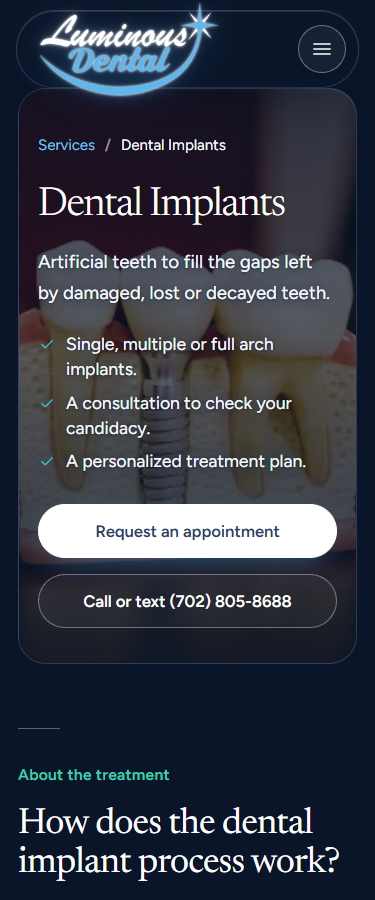 Luminous
Dental
Services / Dental Implants
Dental Implants
Artificial teeth to fill the gaps left
by damaged, lost or decayed teeth.
Single, multiple or full arch
implants.
A consultation to check your
candidacy.
A personalized treatment plan.
Request an appointment
Call or text (702) 805-8688
About the treatment
How does the dental
implant process work?